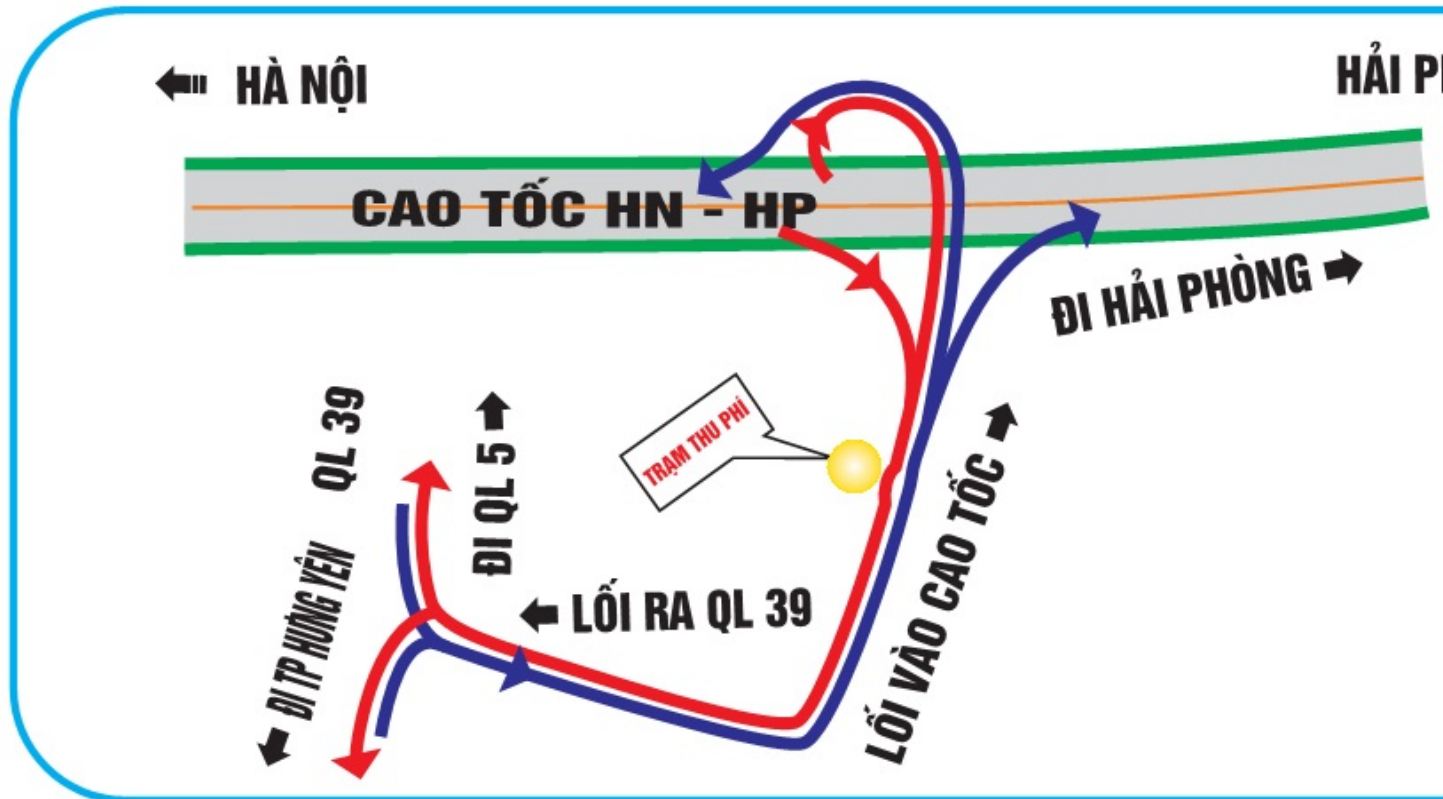 HÀ NỘI
HẢI
CAO TỐC HN - HP
ĐI HẢI PHÒNG
TRẠM THU PHÍ
QL 39
ĐI QL 5
ĐI TP HƯNG YÊN
LỐI RA QL 39
LỐI VÀO CAO TỐC